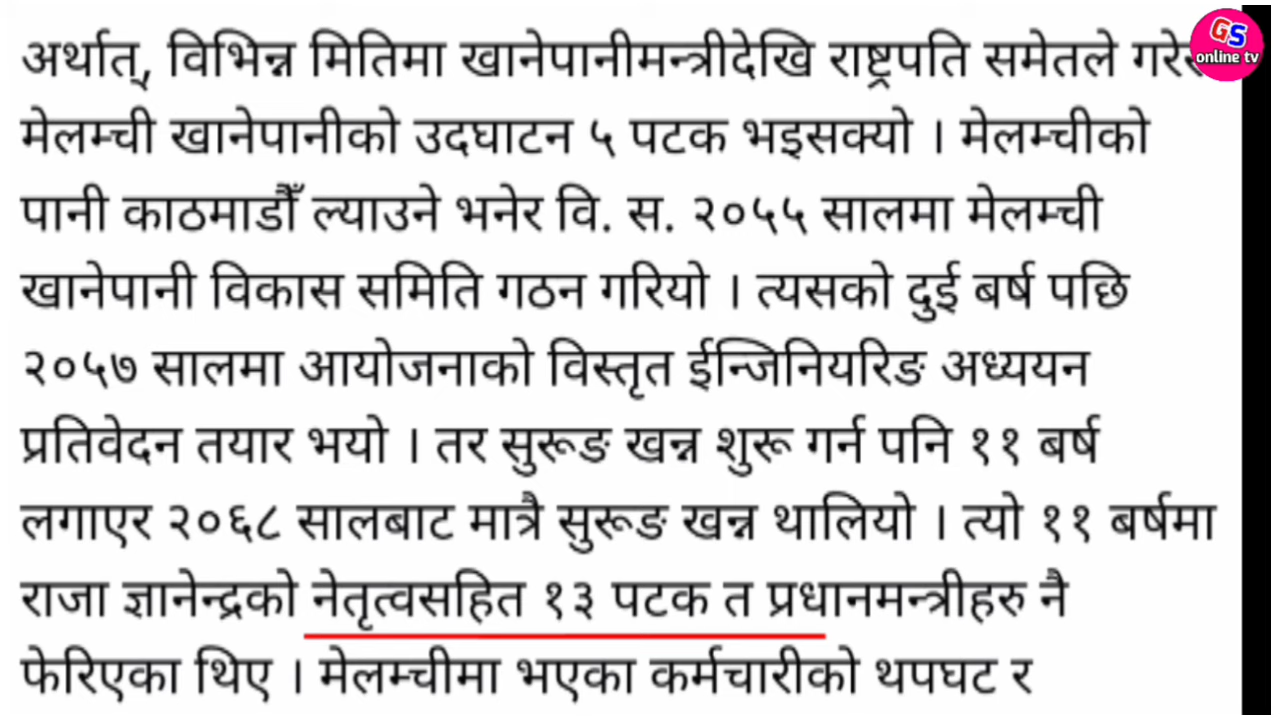 अर्थात्, विभिन्न मितिमा खानेपानीमन्त्रीदेखि राष्ट्रपति समेतले
मेलम्ची खानेपानीको उदघाटन ५ पटक भइसक्यो । मेलम्चीको
पानी काठमाडौँ ल्याउने भनेर वि. स. २०५५ सालमा मेलम्ची
खानेपानी विकास समिति गठन गरियो । त्यसको दुई बर्ष पछि
२०५७ सालमा आयोजनाको विस्तृत ईन्जिनियरिङ अध्ययन
प्रतिवेदन तयार भयो । तर सुरूङ खन्न शुरू गर्न पनि ११ बर्ष
लगाएर २०६८ सालबाट मात्रै सुरूङ खन्न थालियो । त्यो ११ बर्षमा
राजा ज्ञानेन्द्रको नेतृत्वसहित १३ पटक त प्रधानमन्त्रीहरु नै
फेरिएका थिए । मेलम्चीमा भएका कर्मचारीको थपघट र
GS
online tv